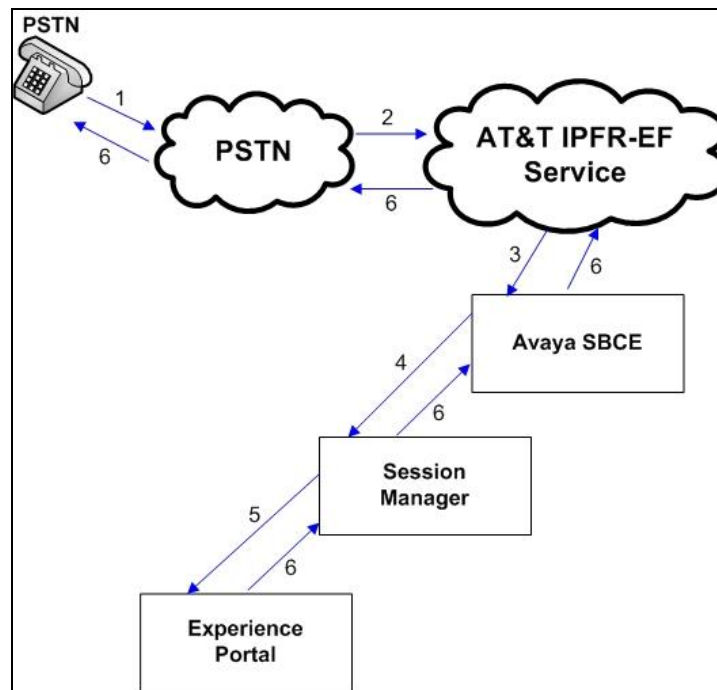 PSTN
1
6
PSTN
2
6
AT&T IPFR-EF
Service
3
6
Avaya SBCE
4
6
Session
Manager
5
6
Experience
Portal